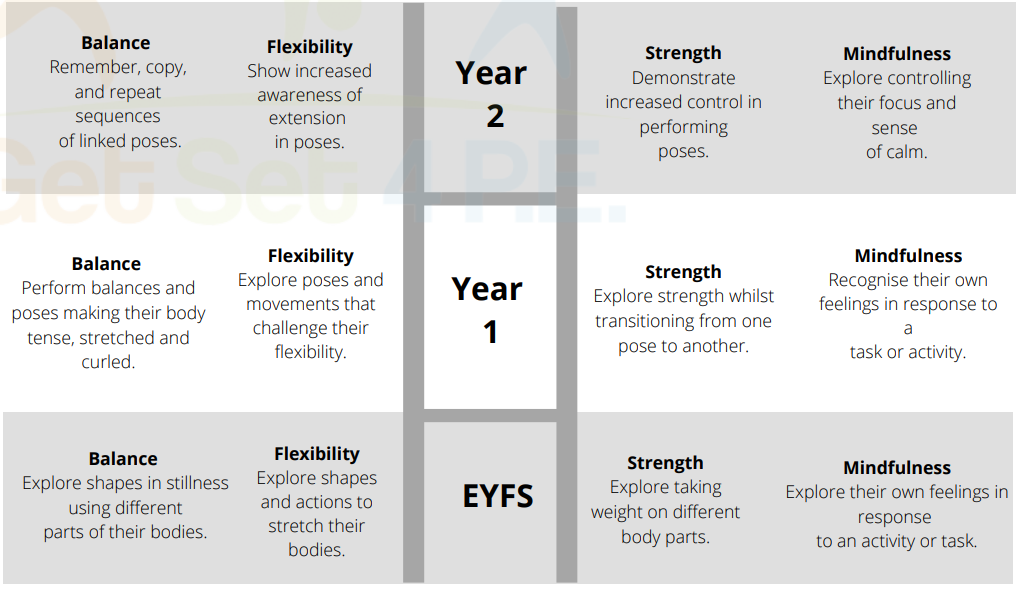 Get Set 4 P.E.
Balance
Remember, copy,
and repeat
sequences
of linked poses.
Flexibility
Show increased
awareness of
extension
in poses.
Year
2
Strength
Demonstrate
increased control in
performing
poses.
Mindfulness
Explore controlling
their focus and
sense
of calm.
Balance
Perform balances and
poses making their body
tense, stretched and
curled.
Flexibility
Explore poses and
movements that
challenge their
flexibility.
Year
1
Strength
Explore strength whilst
transitioning from one
pose to another.
Mindfulness
Recognise their own
feelings in response to
a
task or activity.
Balance
Explore shapes in stillness
using different
parts of their bodies.
Flexibility
Explore shapes
and actions to
stretch their
bodies.
EYFS
Strength
Explore taking
weight on different
body parts.
Mindfulness
Explore their own feelings in
response
to an activity or task.